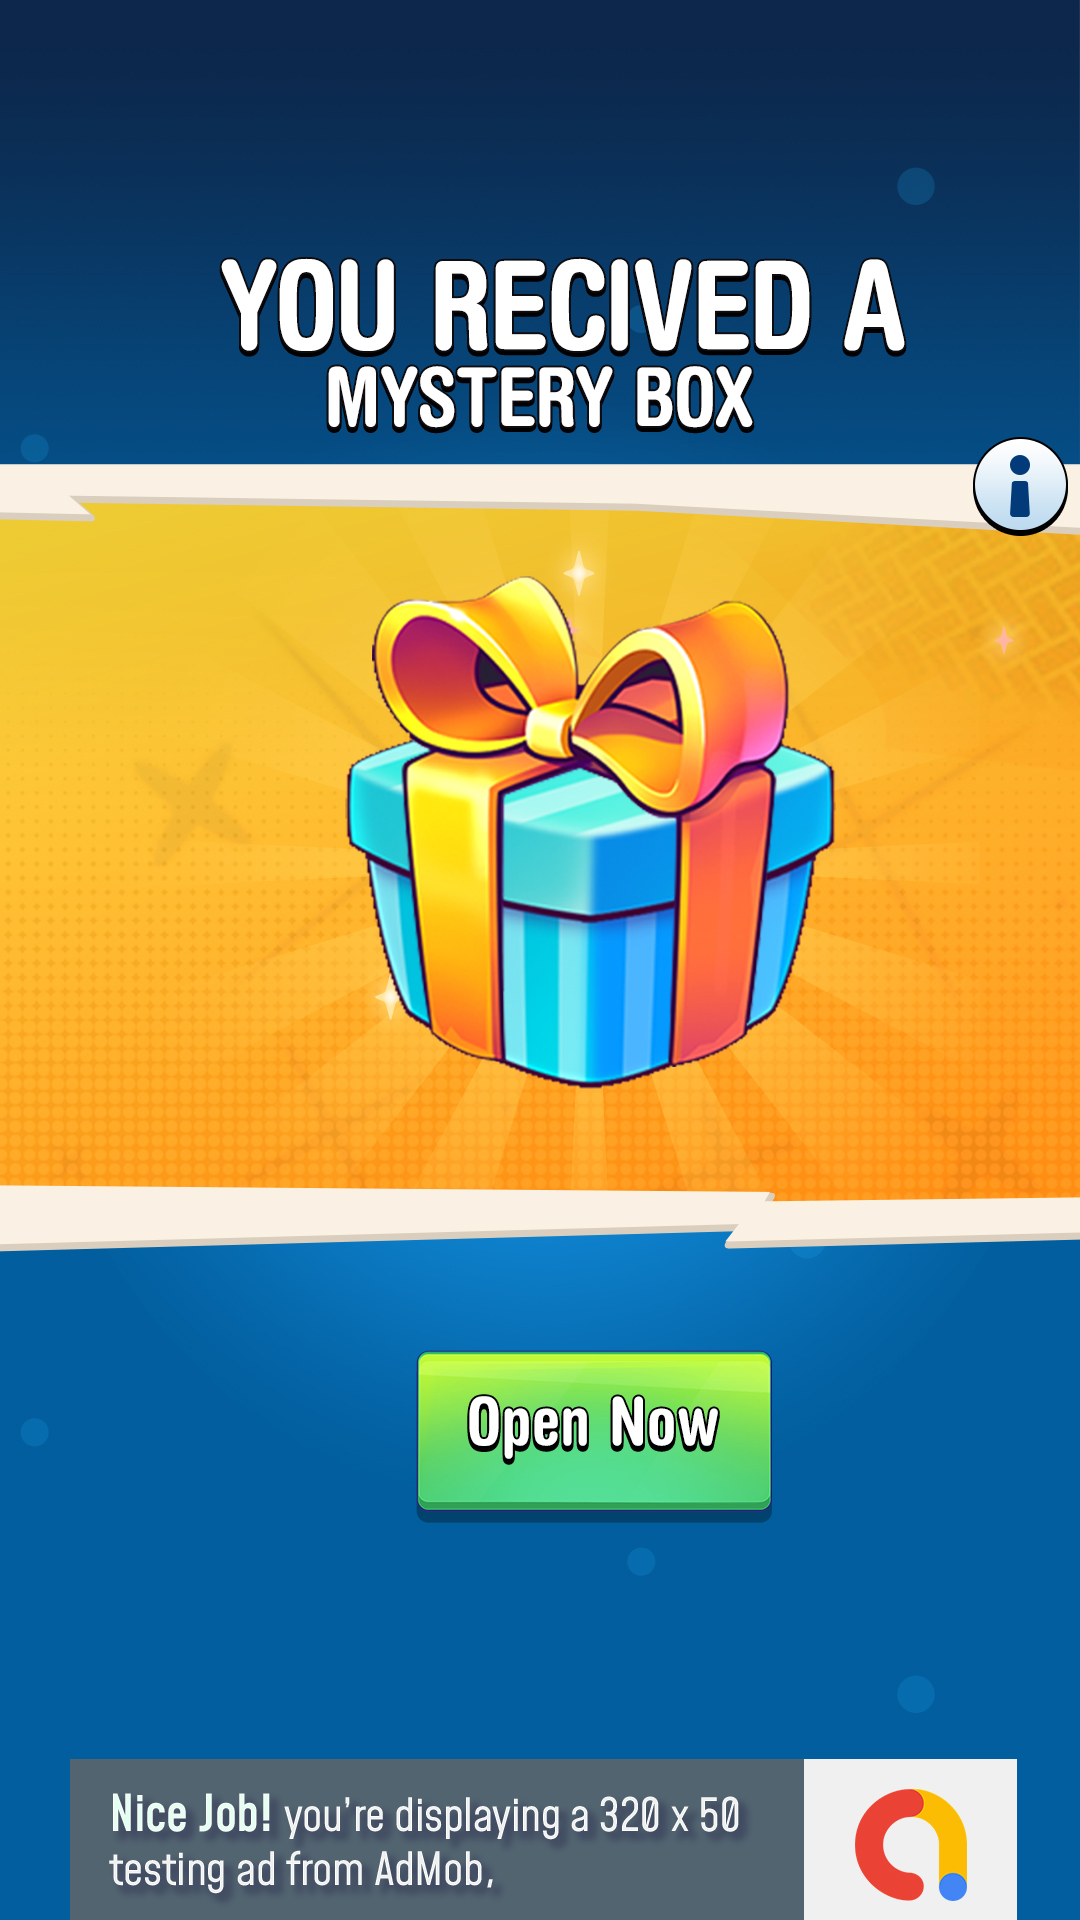 YOU RECIVED A
MYSTERY BOX
Open Now
Nice Job! you're displaying a 320 x 50
testing ad from AdMob,